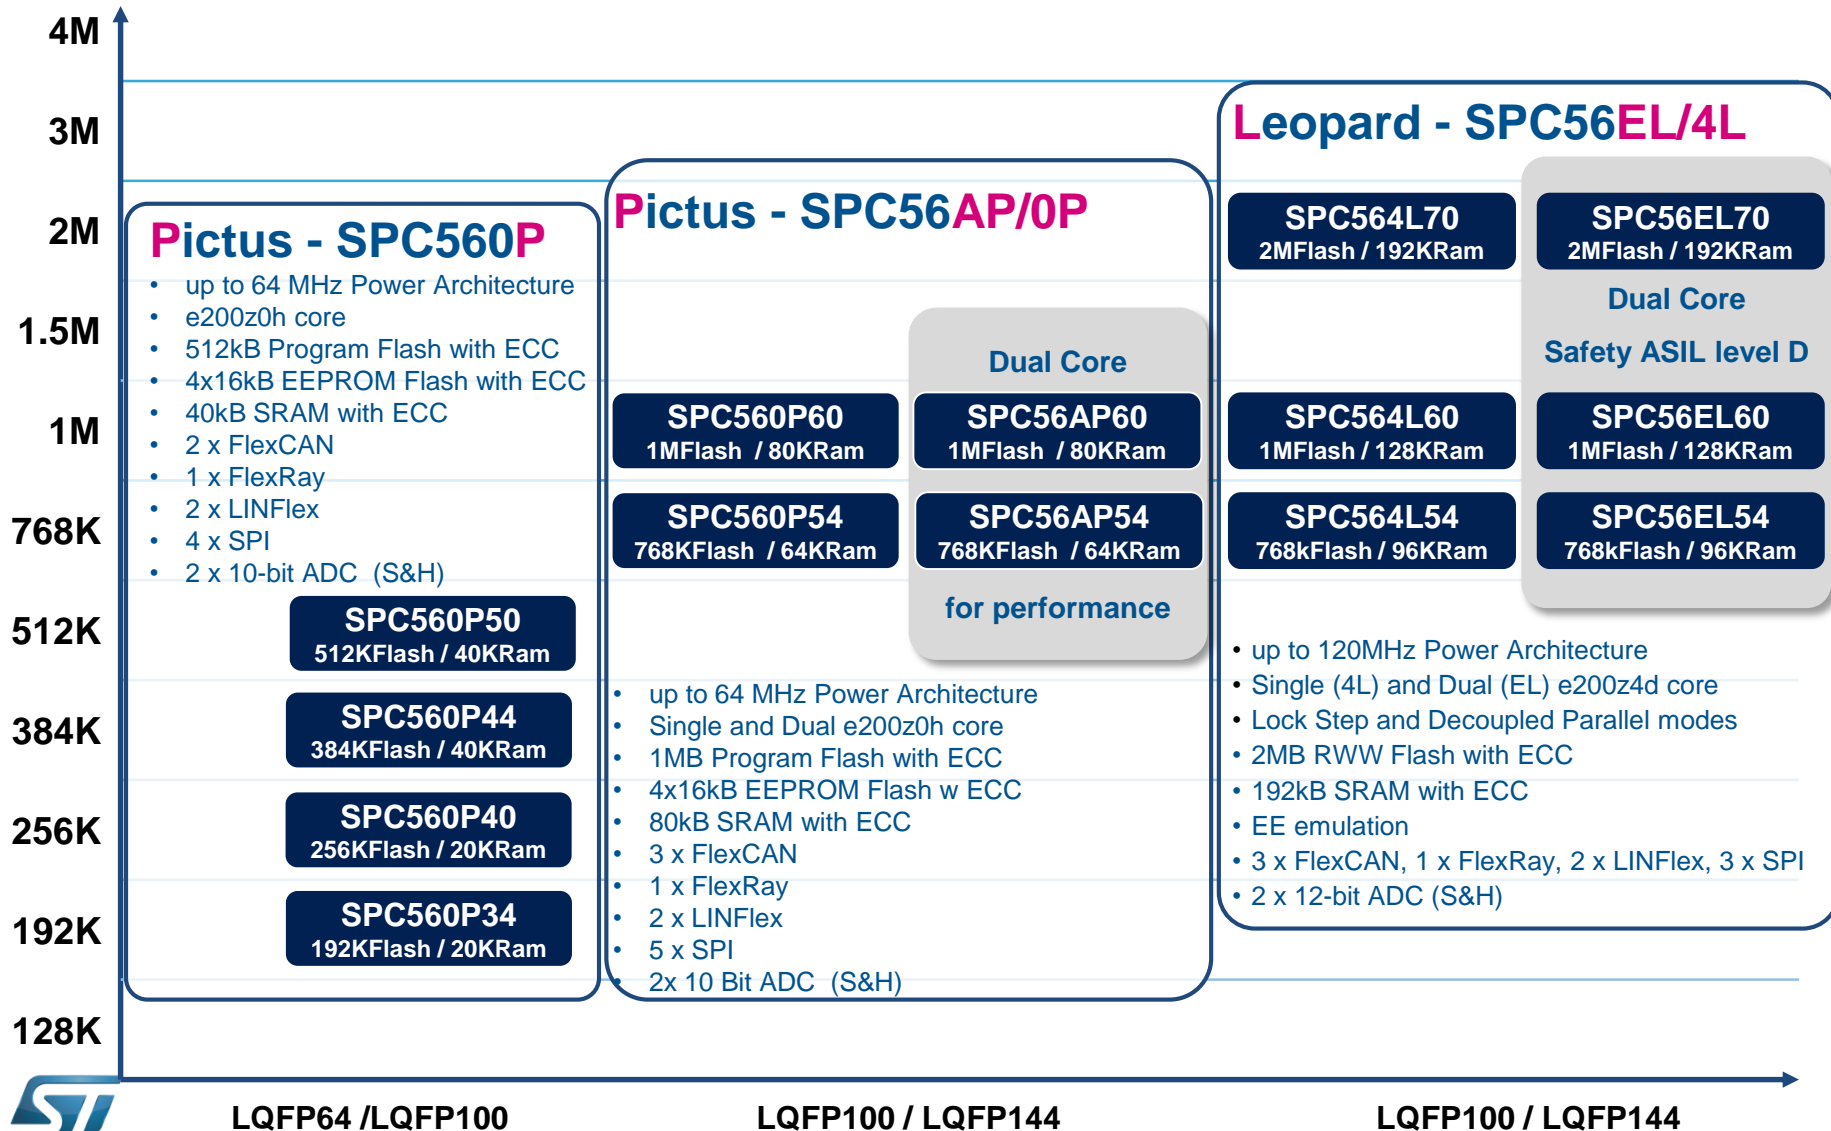 4M
3M
2M
1.5M
1M
768K
512K
384K
256K
192K
128K
Pictus - SPC560P
• up to 64 MHz Power Architecture
• e200z0h core
• 512kB Program Flash with ECC
• 4x16kB EEPROM Flash with ECC
• 40kB SRAM with ECC
• 2 x FlexCAN
• 1 x FlexRay
• 2 x LINFlex
• 4 x SPI
• 2 x 10-bit ADC (S&H)
SPC560P50
512KFlash / 40KRam
SPC560P44
384KFlash / 40KRam
SPC560P40
256KFlash / 20KRam
SPC560P34
192KFlash / 20KRam
Pictus - SPC56AP/0P
Dual Core
SPC560P60
1MFlash / 80KRam
SPC56AP60
1MFlash / 80KRam
SPC560P54
768KFlash / 64KRam
SPC56AP54
768KFlash / 64KRam
for performance
• up to 64 MHz Power Architecture
• Single and Dual e200z0h core
• 1MB Program Flash with ECC
• 4x16kB EEPROM Flash w ECC
• 80kB SRAM with ECC
• 3 x FlexCAN
• 1 x FlexRay
• 2 x LINFlex
• 5 x SPI
• 2x 10 Bit ADC (S&H)
Leopard - SPC56EL/4L
SPC564L70
2MFlash / 192KRam
SPC56EL70
2MFlash / 192KRam
Dual Core
Safety ASIL level D
SPC564L60
1MFlash / 128KRam
SPC56EL60
1MFlash / 128KRam
SPC564L54
768kFlash / 96KRam
SPC56EL54
768kFlash / 96KRam
• up to 120MHz Power Architecture
• Single (4L) and Dual (EL) e200z4d core
• Lock Step and Decoupled Parallel modes
• 2MB RWW Flash with ECC
• 192kB SRAM with ECC
• EE emulation
• 3 x FlexCAN, 1 x FlexRay, 2 x LINFlex, 3 x SPI
• 2 x 12-bit ADC (S&H)
ST
LQFP64 /LQFP100
LQFP100 / LQFP144
LQFP100 / LQFP144